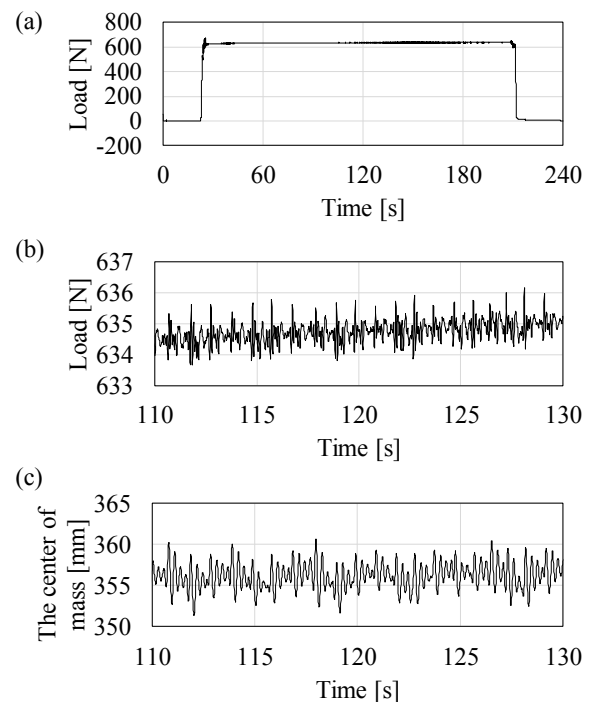 (a)
800
600
400
200
0
-200
Load [N]
0 60 120 180 240
Time [s]
(b)
637
636
635
634
633
Load [N]
110 115 120 125 130
Time [s]
(c)
365
360
355
350
The center of
mass [mm]
110 115 120 125 130
Time [s]